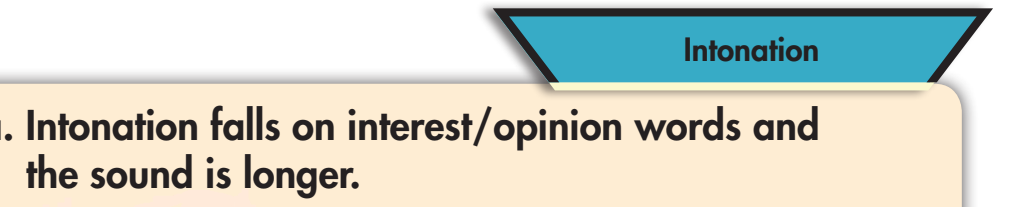 Intonation
. Intonation falls on interest/opinion words and
the sound is longer.